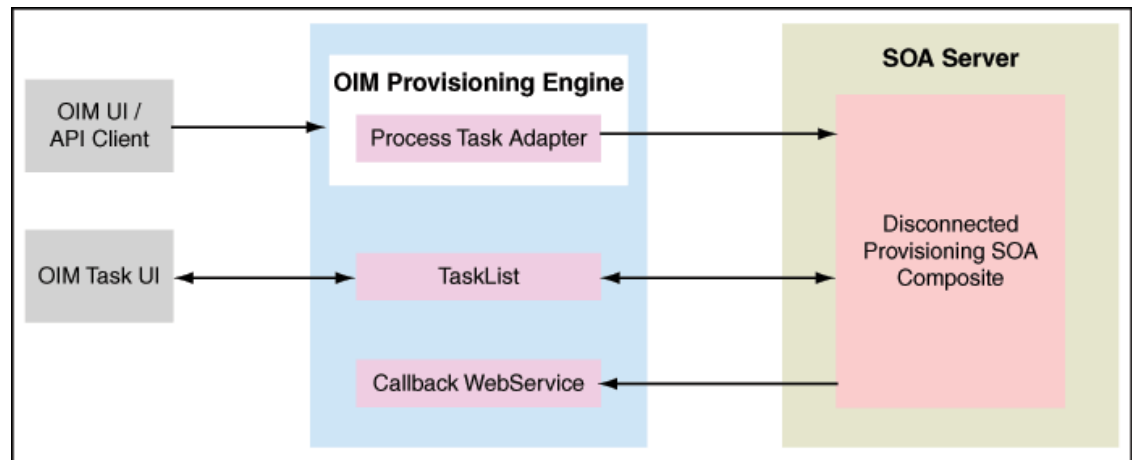 SOA Server
OIM Provisioning Engine
OIM UI /
API Client
Process Task Adapter
Disconnected
Provisioning SOA
Composite
OIM Task UI
TaskList
Callback WebService